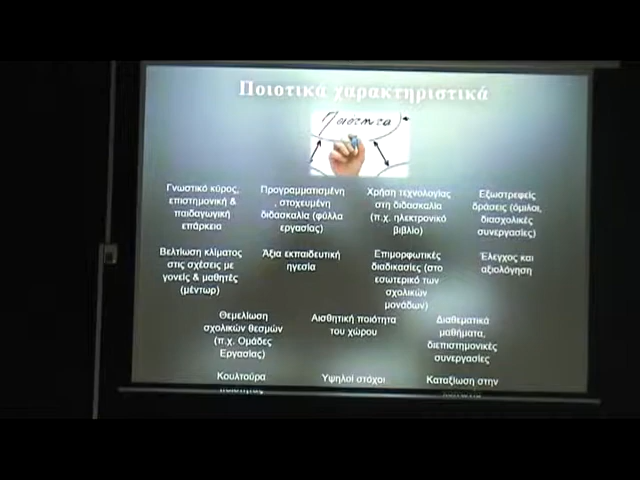 Ποιοτικά χαρακτηριστικά
Ποιοτητα
Γνωστικό κύρος,
επιστημονική &
παιδαγωγική
επάρκεια
Προγραμματισμένη
, στοχευμένη
διδασκαλία (φύλλα
εργασίας)
Χρήση τεχνολογίας
στη διδασκαλία
(π.χ. ηλεκτρονικό
βιβλίο)
Εξωστρεφείς
δράσεις (όμιλοι,
διασχολικές
συνεργασίες)
Βελτίωση κλίματος
στις σχέσεις με
γονείς & μαθητές
(μέντωρ)
Άξια εκπαιδευτική
ηγεσία
Επιμορφωτικές
διαδικασίες (στο
εσωτερικό των
σχολικών
μονάδων)
Έλεγχος και
αξιολόγηση
Θεμελίωση
σχολικών θεσμών
(π.χ. Ομάδες
Εργασίας)
Αισθητική ποιότητα
του χώρου
Διαθεματικά
μαθήματα,
διεπιστημονικές
συνεργασίες
Κουλτούρα
ποιότητας
Υψηλοί στόχοι
Καταξίωση στην